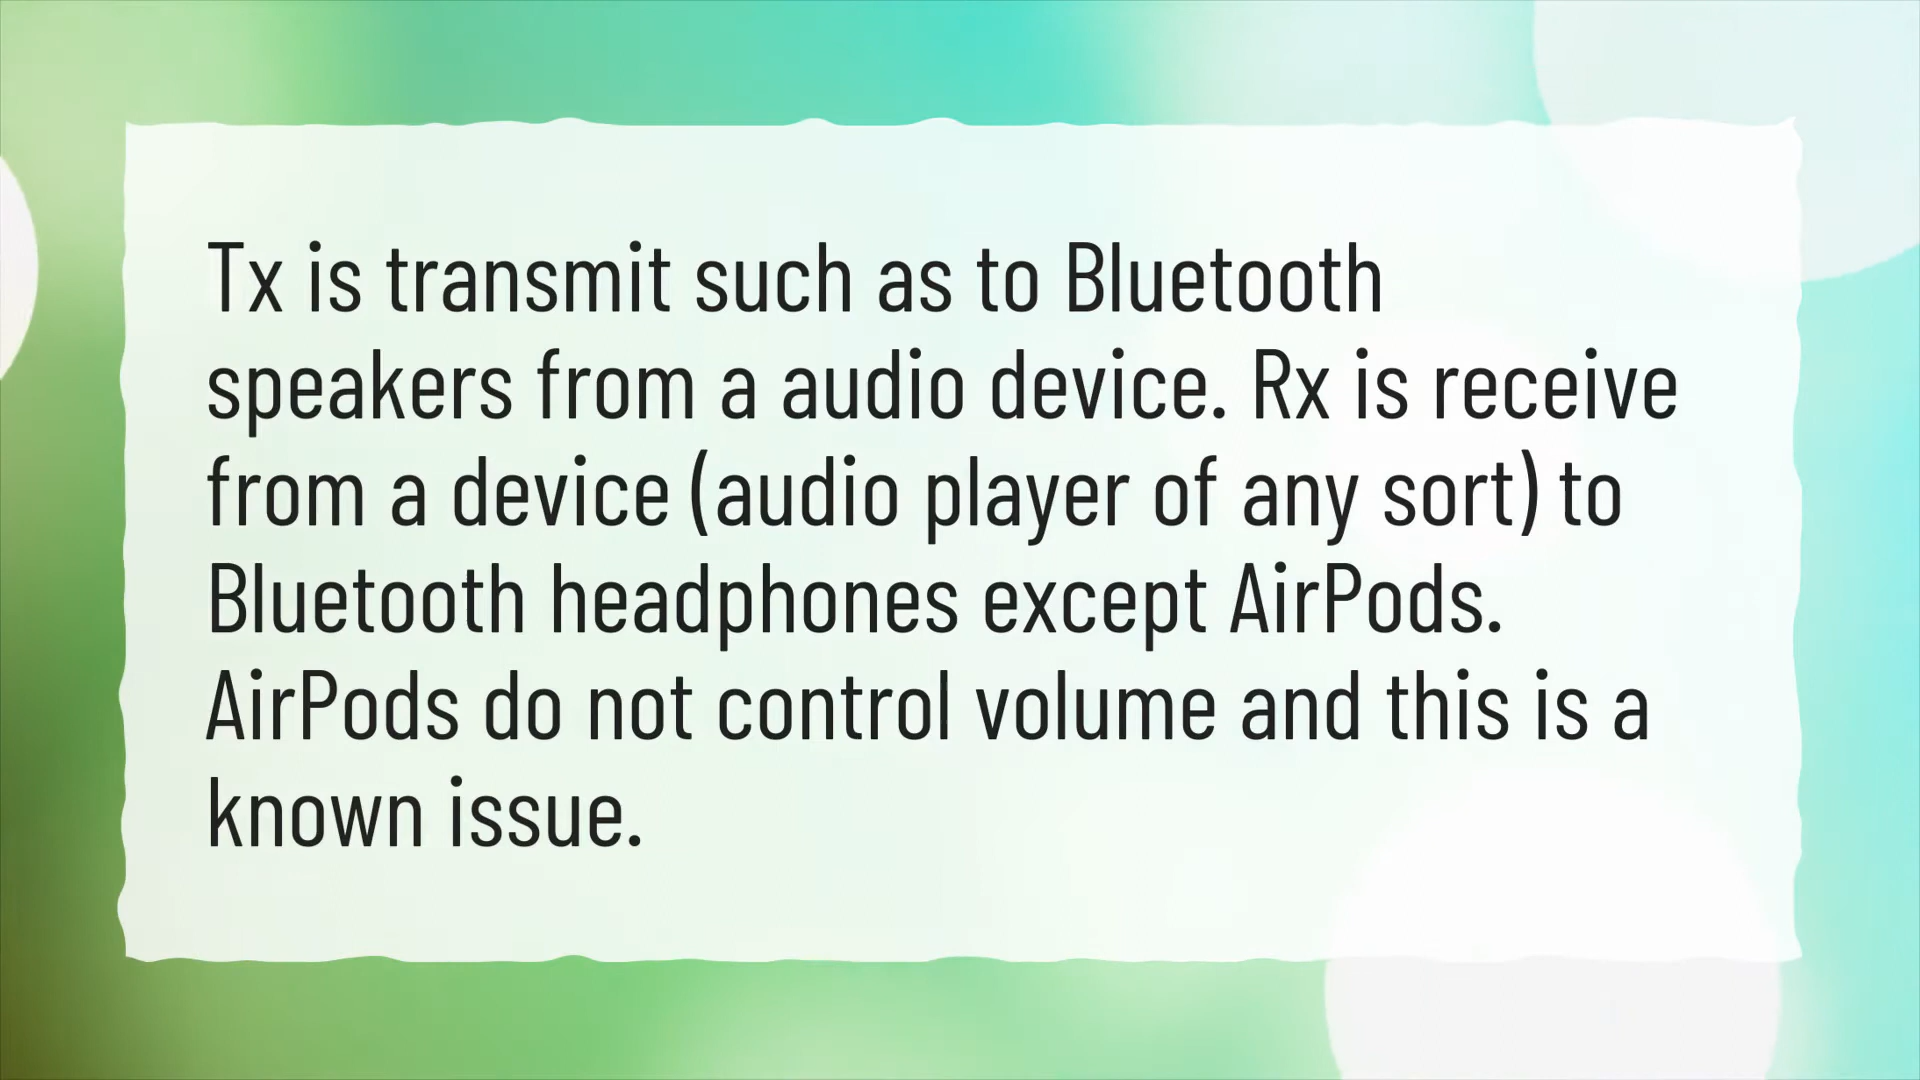 Tx is transmit such as to Bluetooth
speakers from a audio device. Rx is receive
from a device (audio player of any sort) to
Bluetooth headphones except AirPods.
AirPods do not control volume and this is a
known issue.